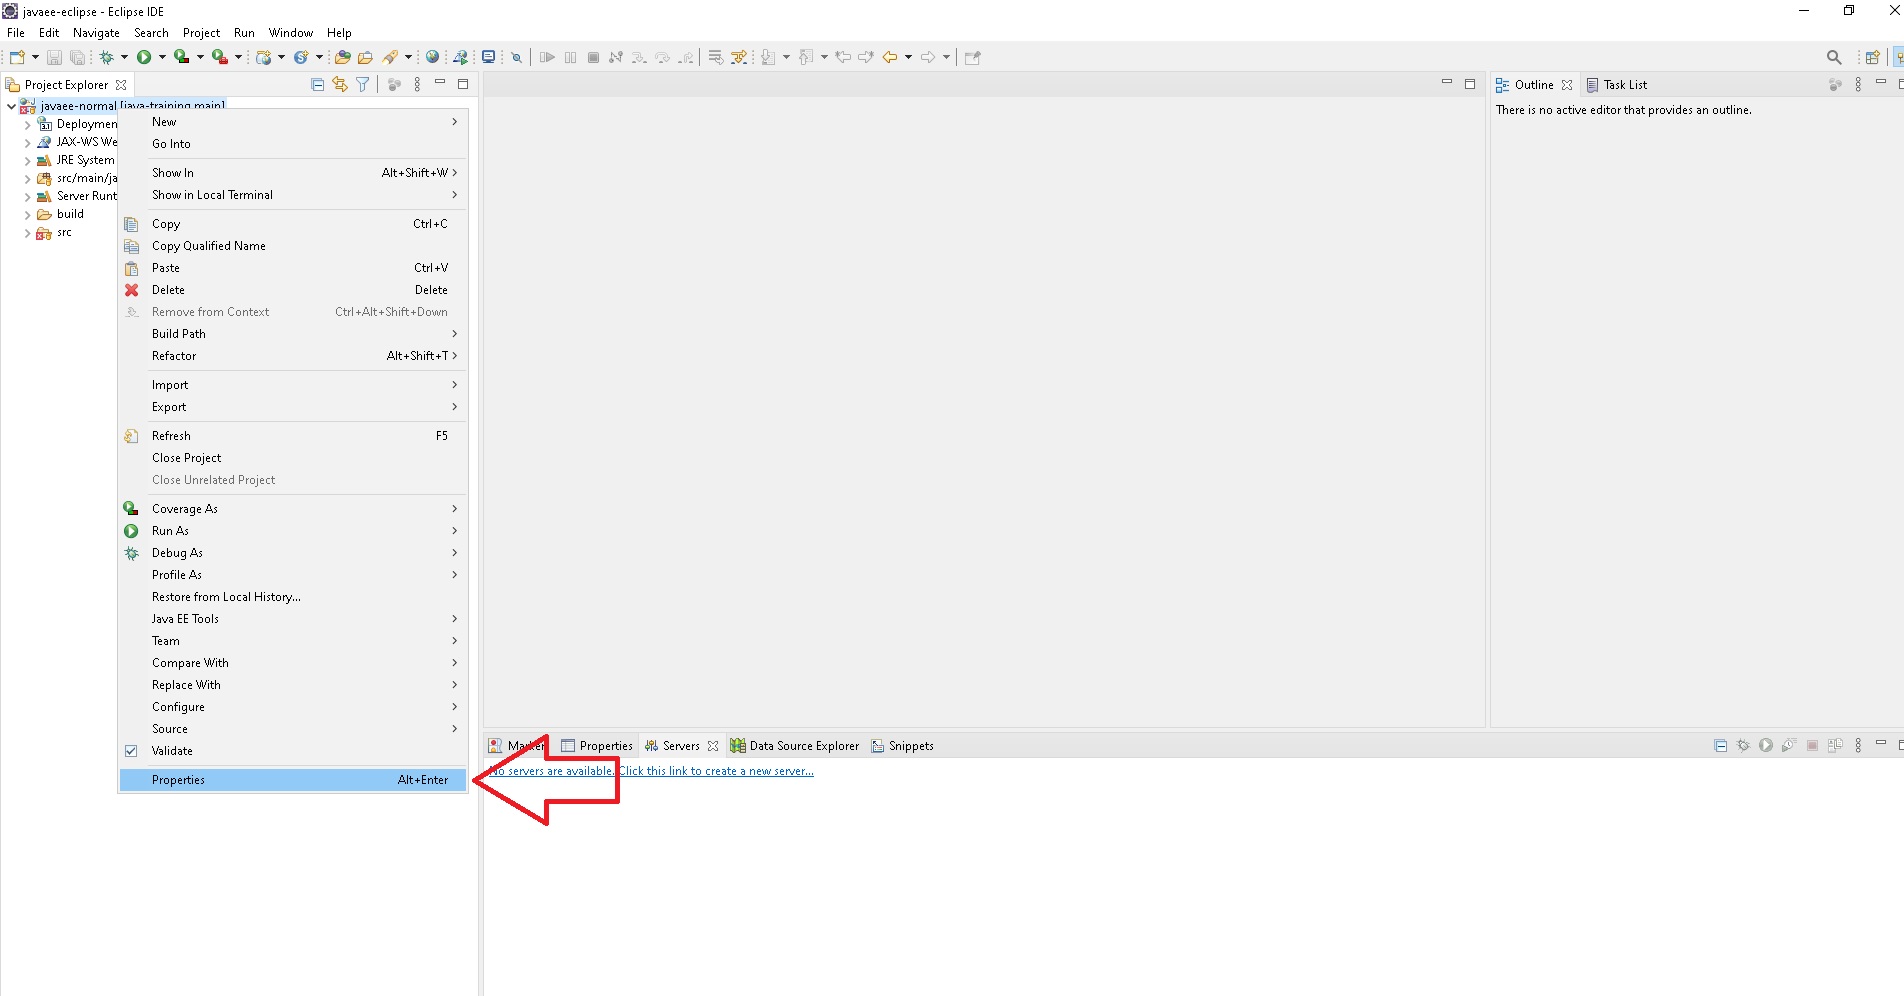 javaee-eclipse - Eclipse IDE
File Edit Navigate Search Project Run Window Help
Project Explorer
javaee-normal [java-training main]
Deploymen
JAX-WS We
JRE System
src/main/ja
Server Runt
build
src
New
Go Into
Show In Alt+Shift+W
Show in Local Terminal
Copy Ctrl+C
Copy Qualified Name
Paste Ctrl+V
Delete Delete
Remove from Context Ctrl+Alt+Shift+Down
Build Path
Refactor Alt+Shift+T
Import
Export
Refresh F5
Close Project
Close Unrelated Project
Coverage As
Run As
Debug As
Profile As
Restore from Local History...
Java EE Tools
Team
Compare With
Replace With
Configure
Source
Validate
Properties Alt+Enter
Outline Task List
There is no active editor that provides an outline.
Marker Properties Servers Data Source Explorer Snippets
No servers are available. Click this link to create a new server...